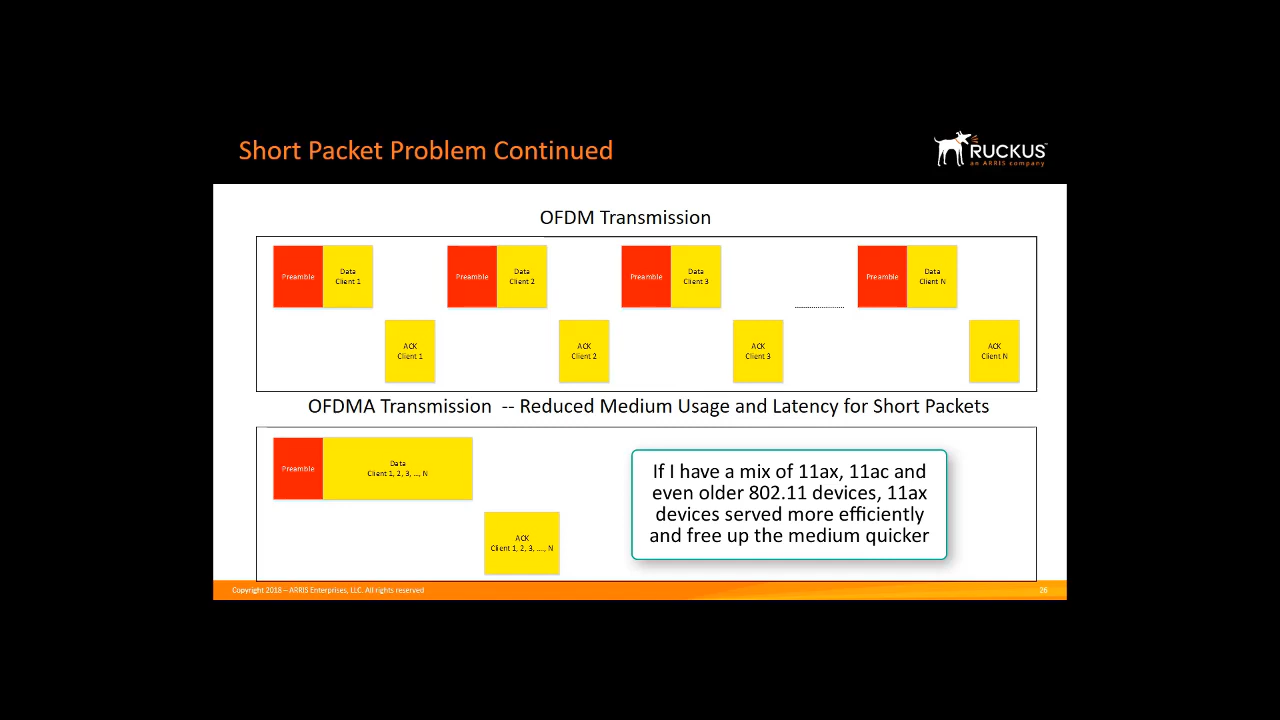 Short Packet Problem Continued
RUCKUS™
an ARRIS company
OFDM Transmission
Preamble
Data
Client 1
Preamble
Data
Client 2
Preamble
Data
Client 3
Preamble
Data
Client N
ACK
Client 1
ACK
Client 2
ACK
Client 3
ACK
Client N
OFDMA Transmission -- Reduced Medium Usage and Latency for Short Packets
Preamble
Data
Client 1, 2, 3, ..., N
ACK
Client 1, 2, 3, ...., N
If I have a mix of 11ax, 11ac and
even older 802.11 devices, 11ax
devices served more efficiently
and free up the medium quicker
Copyright 2018 – ARRIS Enterprises, LLC. All rights reserved
26